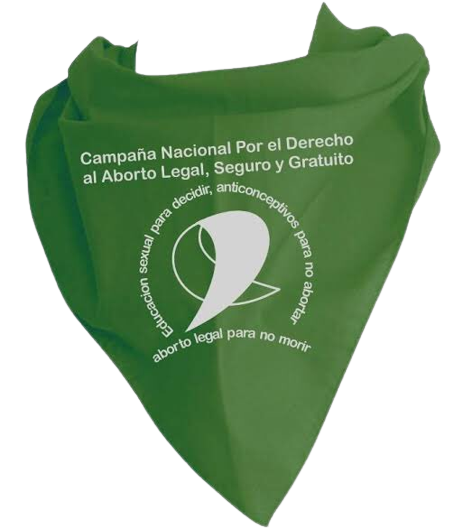 Campaña Nacional Por el Derecho
al Aborto Legal, Seguro y Gratuito
Educacion sexual para decidir, anticonceptivos para no abortar
aborto legal para no morir